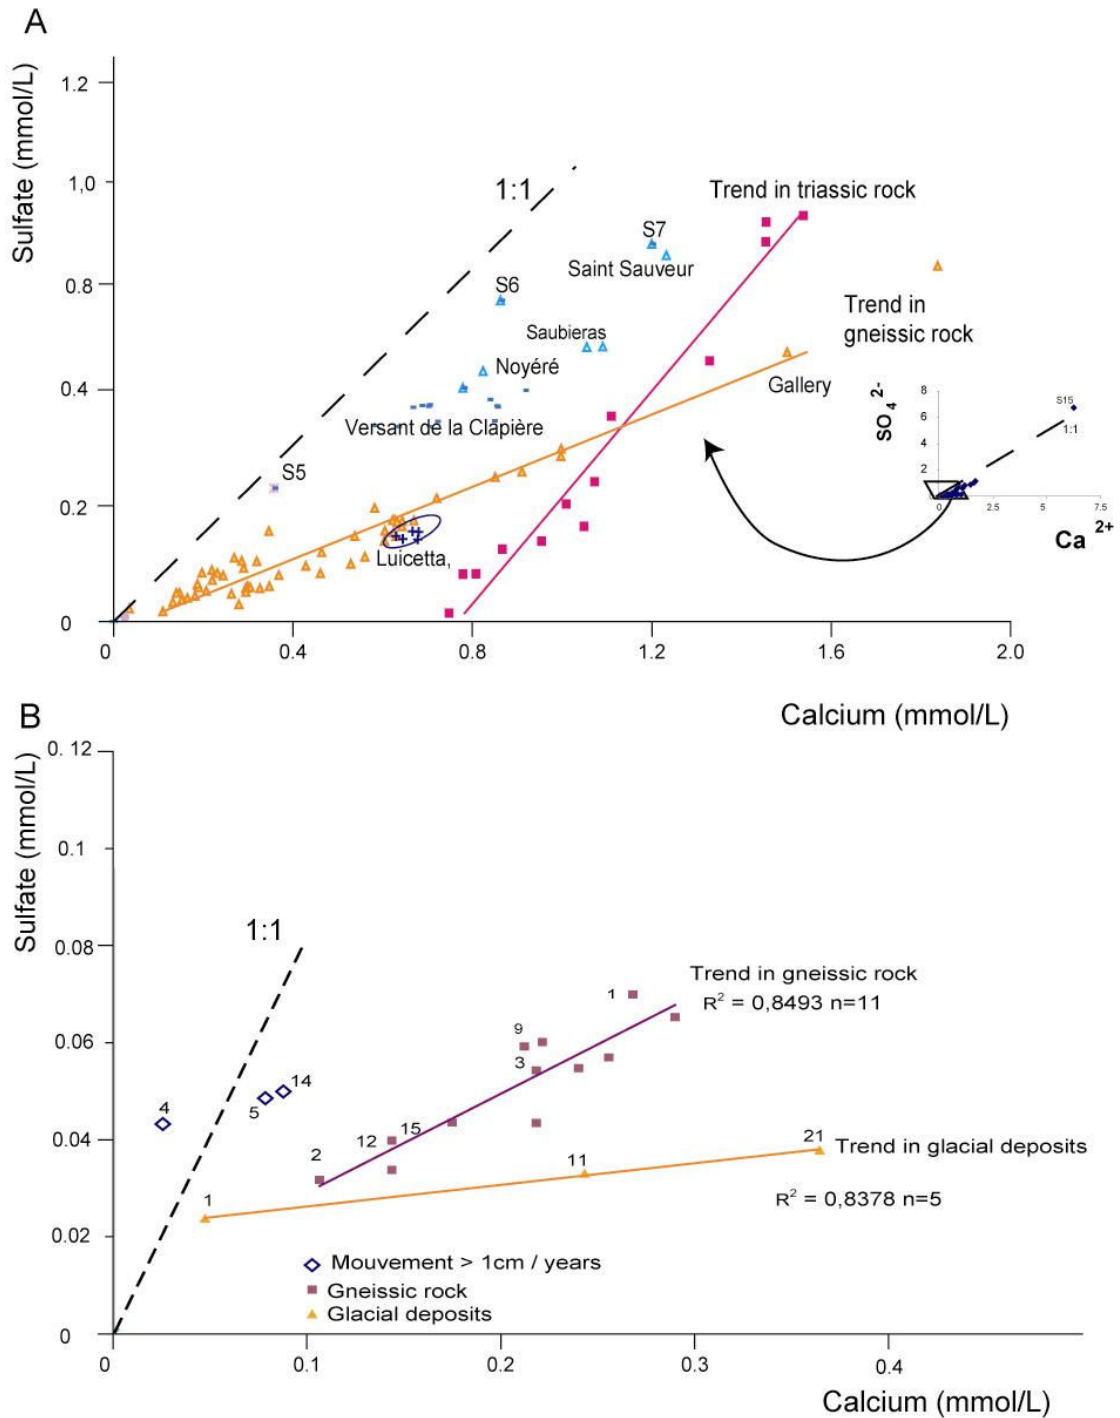 A
Sulfate (mmol/L)
1.2
1,0
0.8
0.4
0.2
0
1:1
Trend in triassic rock
S7
Saint Sauveur
S6
Saubieras
Noyéré
Versant de la Clapière
S5
Luicetta,
Trend in
gneissic rock
Gallery
SO4 2-
8
6
4
2
0
S15
1:1
0
2.5
5
7.5
Ca 2+
0
0.4
0.8
1.2
1.6
2.0
Calcium (mmol/L)
B
Sulfate (mmol/L)
0. 12
0.1
0.08
0.06
0.04
0.02
0
1:1
Trend in gneissic rock
R2 = 0,8493 n=11
1
9
3
14
5
4
15
12
2
21
11
1
Trend in glacial deposits
R2 = 0,8378 n=5
Mouvement > 1cm / years
Gneissic rock
Glacial deposits
0
0.1
0.2
0.3
0.4
Calcium (mmol/L)